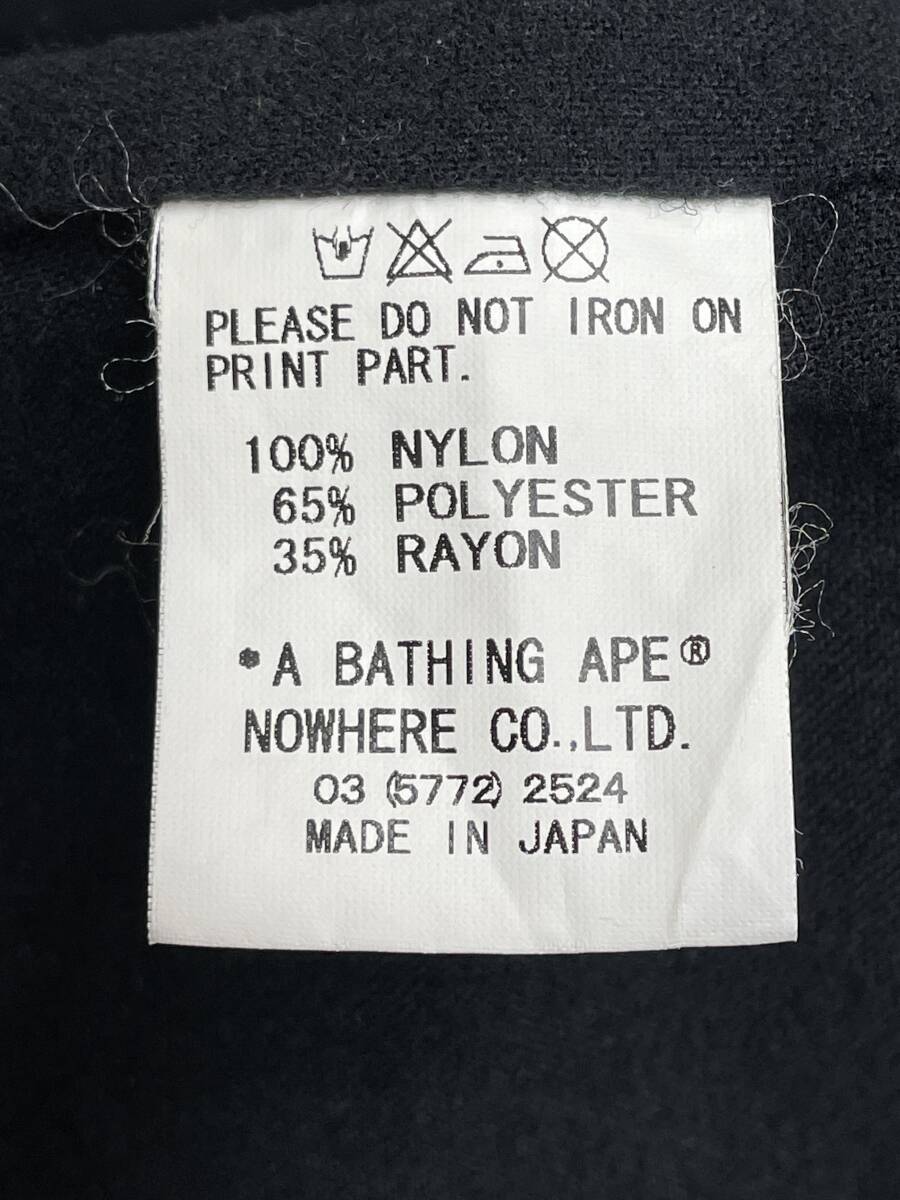 PLEASE DO NOT IRON ON
PRINT PART.
100% NYLON
65% POLYESTER
35% RAYON
*A BATHING APE®
NOWHERE CO.,LTD.
03 (5772) 2524
MADE IN JAPAN